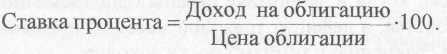 Ставка процента = Доход на облигацию / Цена облигации · 100.